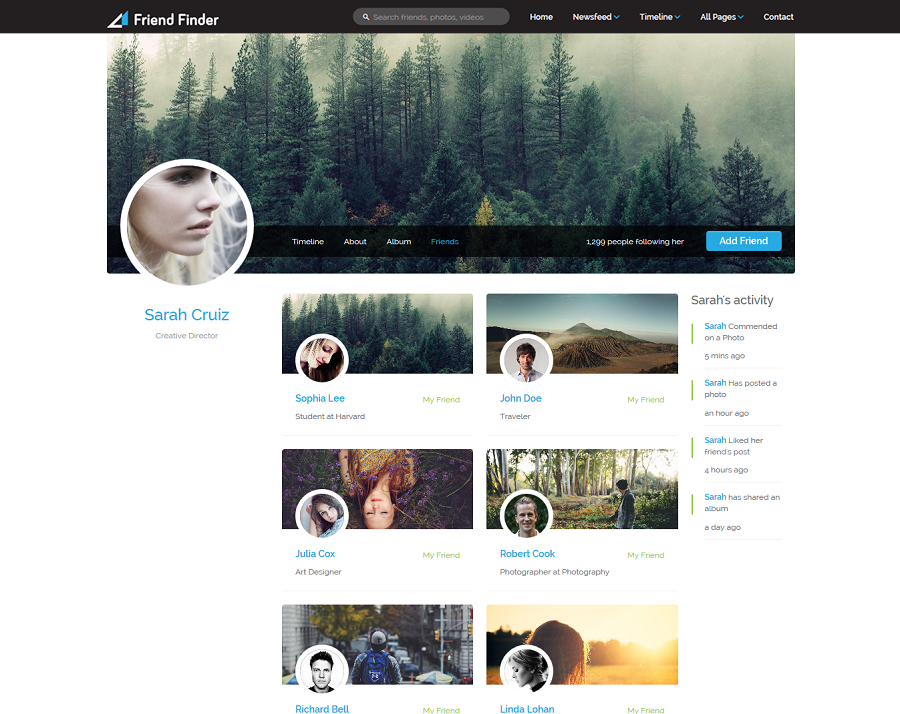 Friend Finder
Search friends, photos, videos
Home
Newsfeed
Timeline
All Pages
Contact
Timeline
About
Album
Friends
1,299 people following her
Add Friend
Sarah Cruiz
Creative Director
Sophia Lee
My Friend
Student at Harvard
John Doe
My Friend
Traveler
Julia Cox
My Friend
Art Designer
Robert Cook
My Friend
Photographer at Photography
Richard Bell
My Friend
Linda Lohan
My Friend
Sarah's activity
Sarah Commended
on a Photo
5 mins ago
Sarah Has posted a
photo
an hour ago
Sarah Liked her
friend's post
4 hours ago
Sarah has shared an
album
a day ago